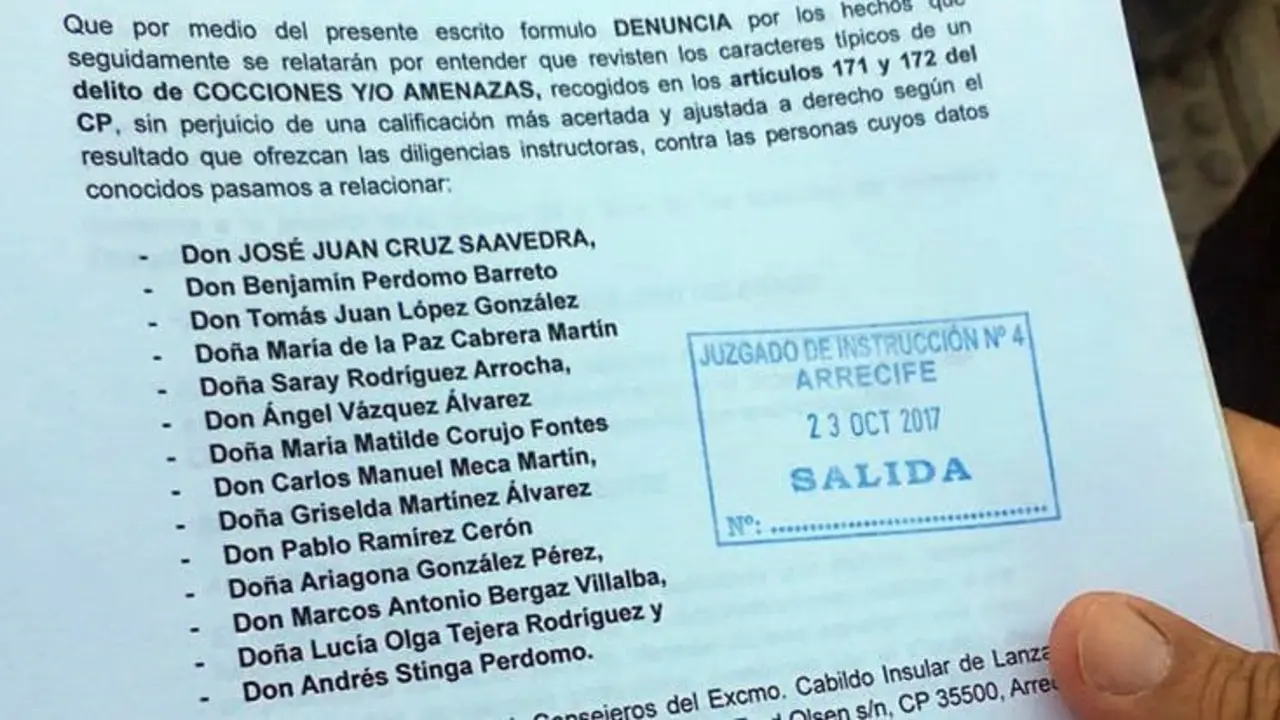 Que por medio del presente escrito formulo DENUNCIA por los hechos que
seguidamente se relatarán por entender que revisten los caracteres típicos de un
delito de COCCIONES Y/O AMENAZAS, recogidos en los artículos 171 y 172 del
CP, sin perjuicio de una calificación más acertada y ajustada a derecho según el
resultado que ofrezcan las diligencias instructoras, contra las personas cuyos datos
conocidos pasamos a relacionar:
- Don JOSÉ JUAN CRUZ SAAVEDRA,
- Don Benjamín Perdomo Barreto
- Don Tomás Juan López González
- Doña María de la Paz Cabrera Martín
- Doña Saray Rodríguez Arrocha,
- Don Ángel Vázquez Álvarez
- Doña María Matilde Corujo Fontes
- Don Carlos Manuel Meca Martín,
- Doña Griselda Martínez Álvarez
- Don Pablo Ramírez Cerón
- Doña Ariagona González Pérez,
- Don Marcos Antonio Bergaz Villalba,
- Doña Lucía Olga Tejera Rodríguez y
- Don Andrés Stinga Perdomo.
JUZGADO DE INSTRUCCIÓN Nº 4
ARRECIFE
23 OCT 2017
SALIDA
Nº:
Consejeros del Excmo. Cabildo Insular de Lanza
Olsen s/n, CP 35500, Arre